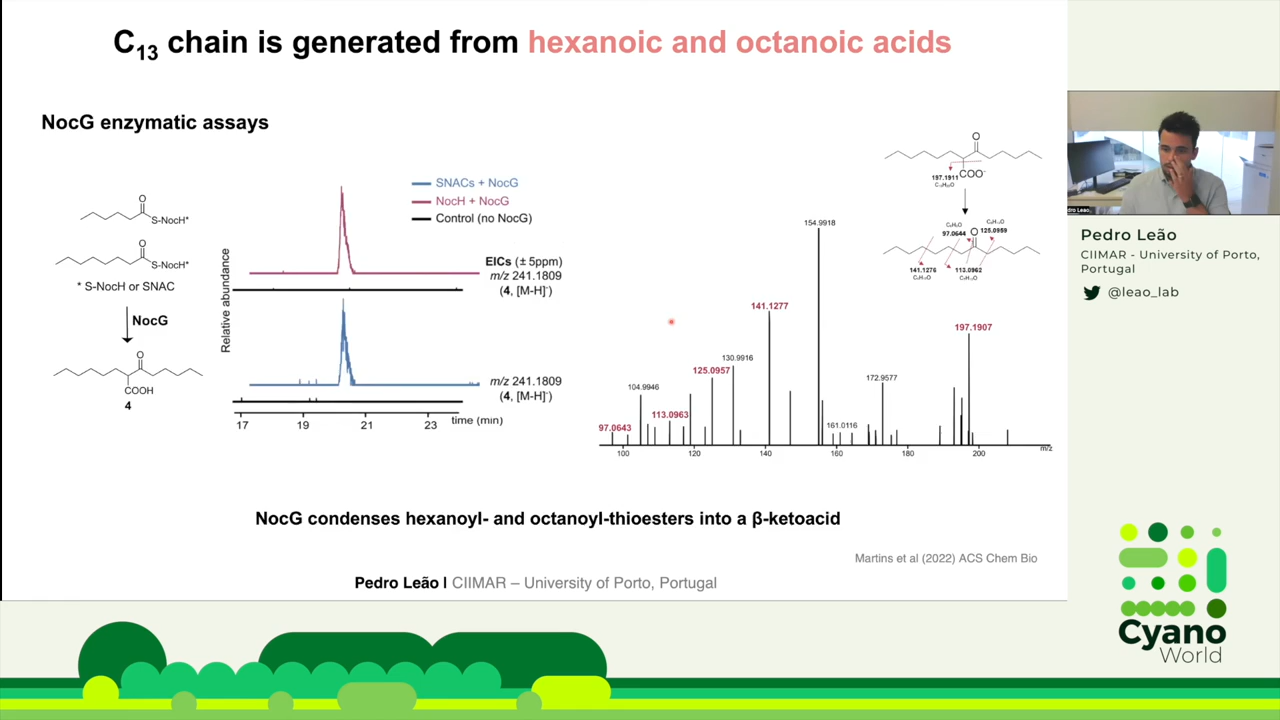 C₁₃ chain is generated from hexanoic and octanoic acids
NocG enzymatic assays
O
S-NocH*
O
S-NocH*
* S-NocH or SNAC
NocG
O
COOH
4
Relative abundance
SNACs + NocG
NocH + NocG
Control (no NocG)
EICs (± 5ppm)
m/z 241.1809
(4, [M-H]⁻)
m/z 241.1809
(4, [M-H]⁻)
17 19 21 23 time (min)
O
COO⁻
197.1911
O
97.0644
125.0959
141.1276
113.0962
154.9918
141.1277
197.1907
130.9916
125.0957
172.9577
104.9946
113.0963
97.0643
161.0116
100 120 140 160 180 200 m/z
NocG condenses hexanoyl- and octanoyl-thioesters into a β-ketoacid
Martins et al (2022) ACS Chem Bio
Pedro Leão I CIIMAR – University of Porto, Portugal
Pedro Leão
CIIMAR - University of Porto,
Portugal
@leao_lab
Cyano
World